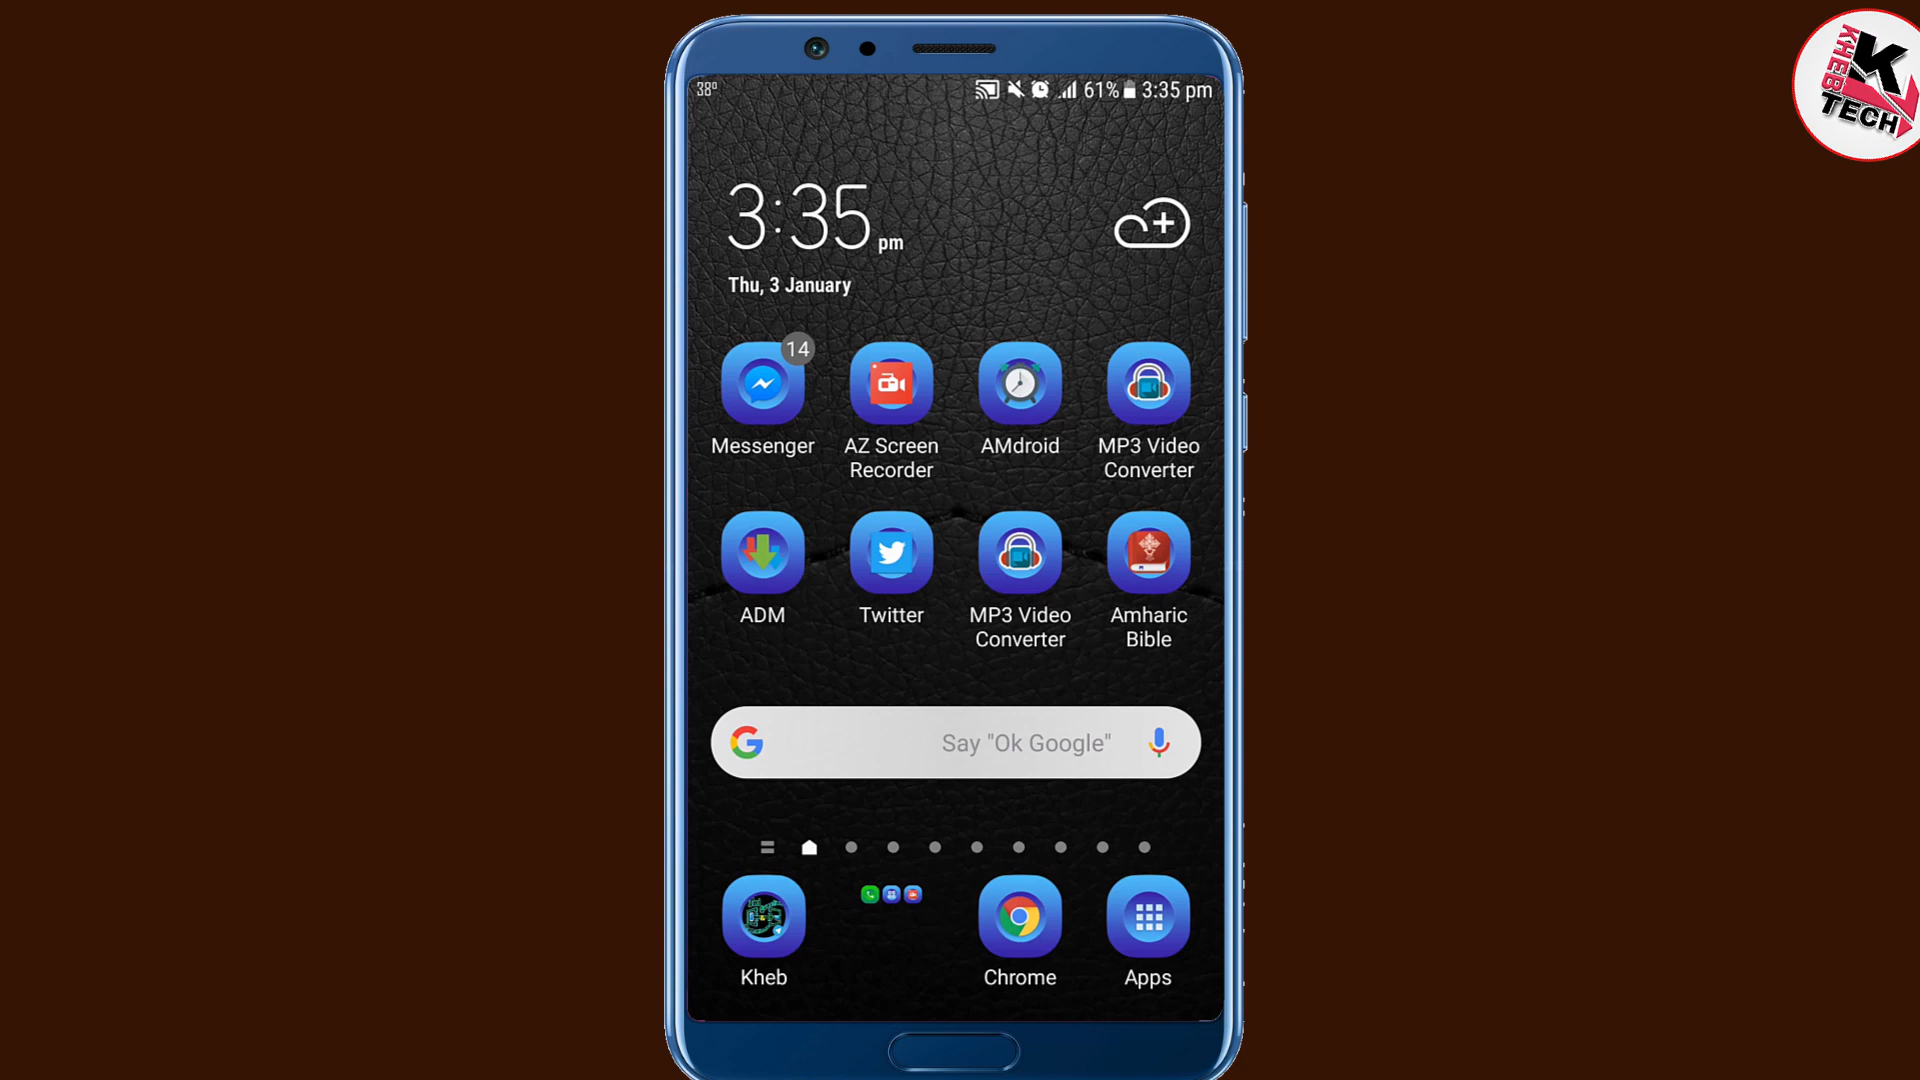 38°
61% 3:35 pm
KHEB
K
TECH
3:35 pm
Thu, 3 January
14
Messenger
AZ Screen
Recorder
AMdroid
MP3 Video
Converter
ADM
Twitter
MP3 Video
Converter
Amharic
Bible
G
Say "Ok Google"
Kheb
Chrome
Apps